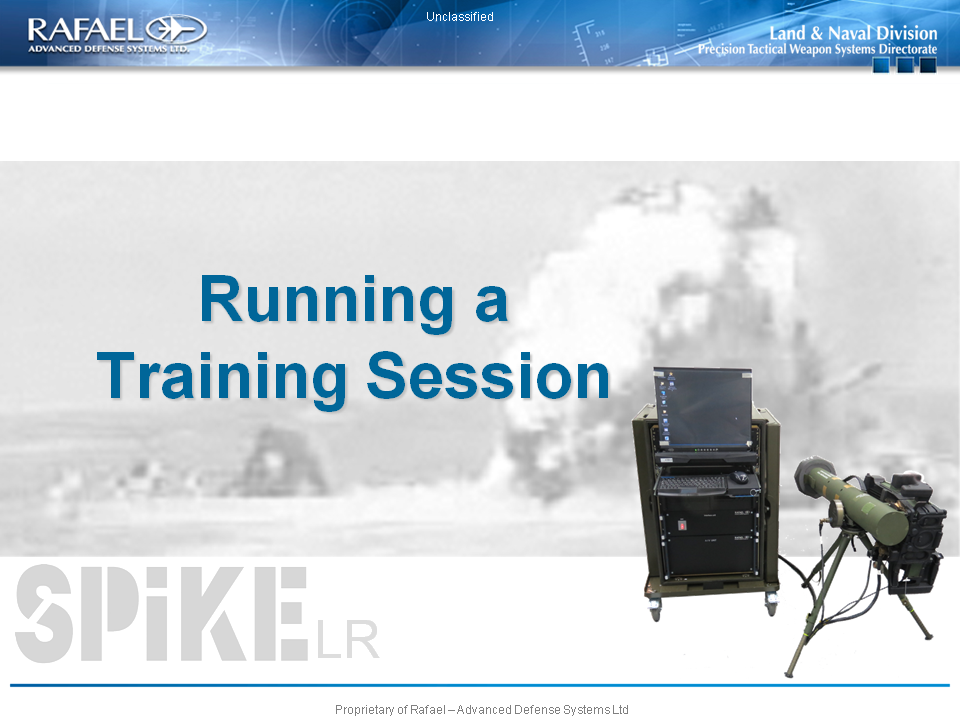 Unclassified
RAFAEL
ADVANCED DEFENSE SYSTEMS LTD.
Land & Naval Division
Precision Tactical Weapon Systems Directorate
Running a
Training Session
SPiKE LR
Proprietary of Rafael – Advanced Defense Systems Ltd